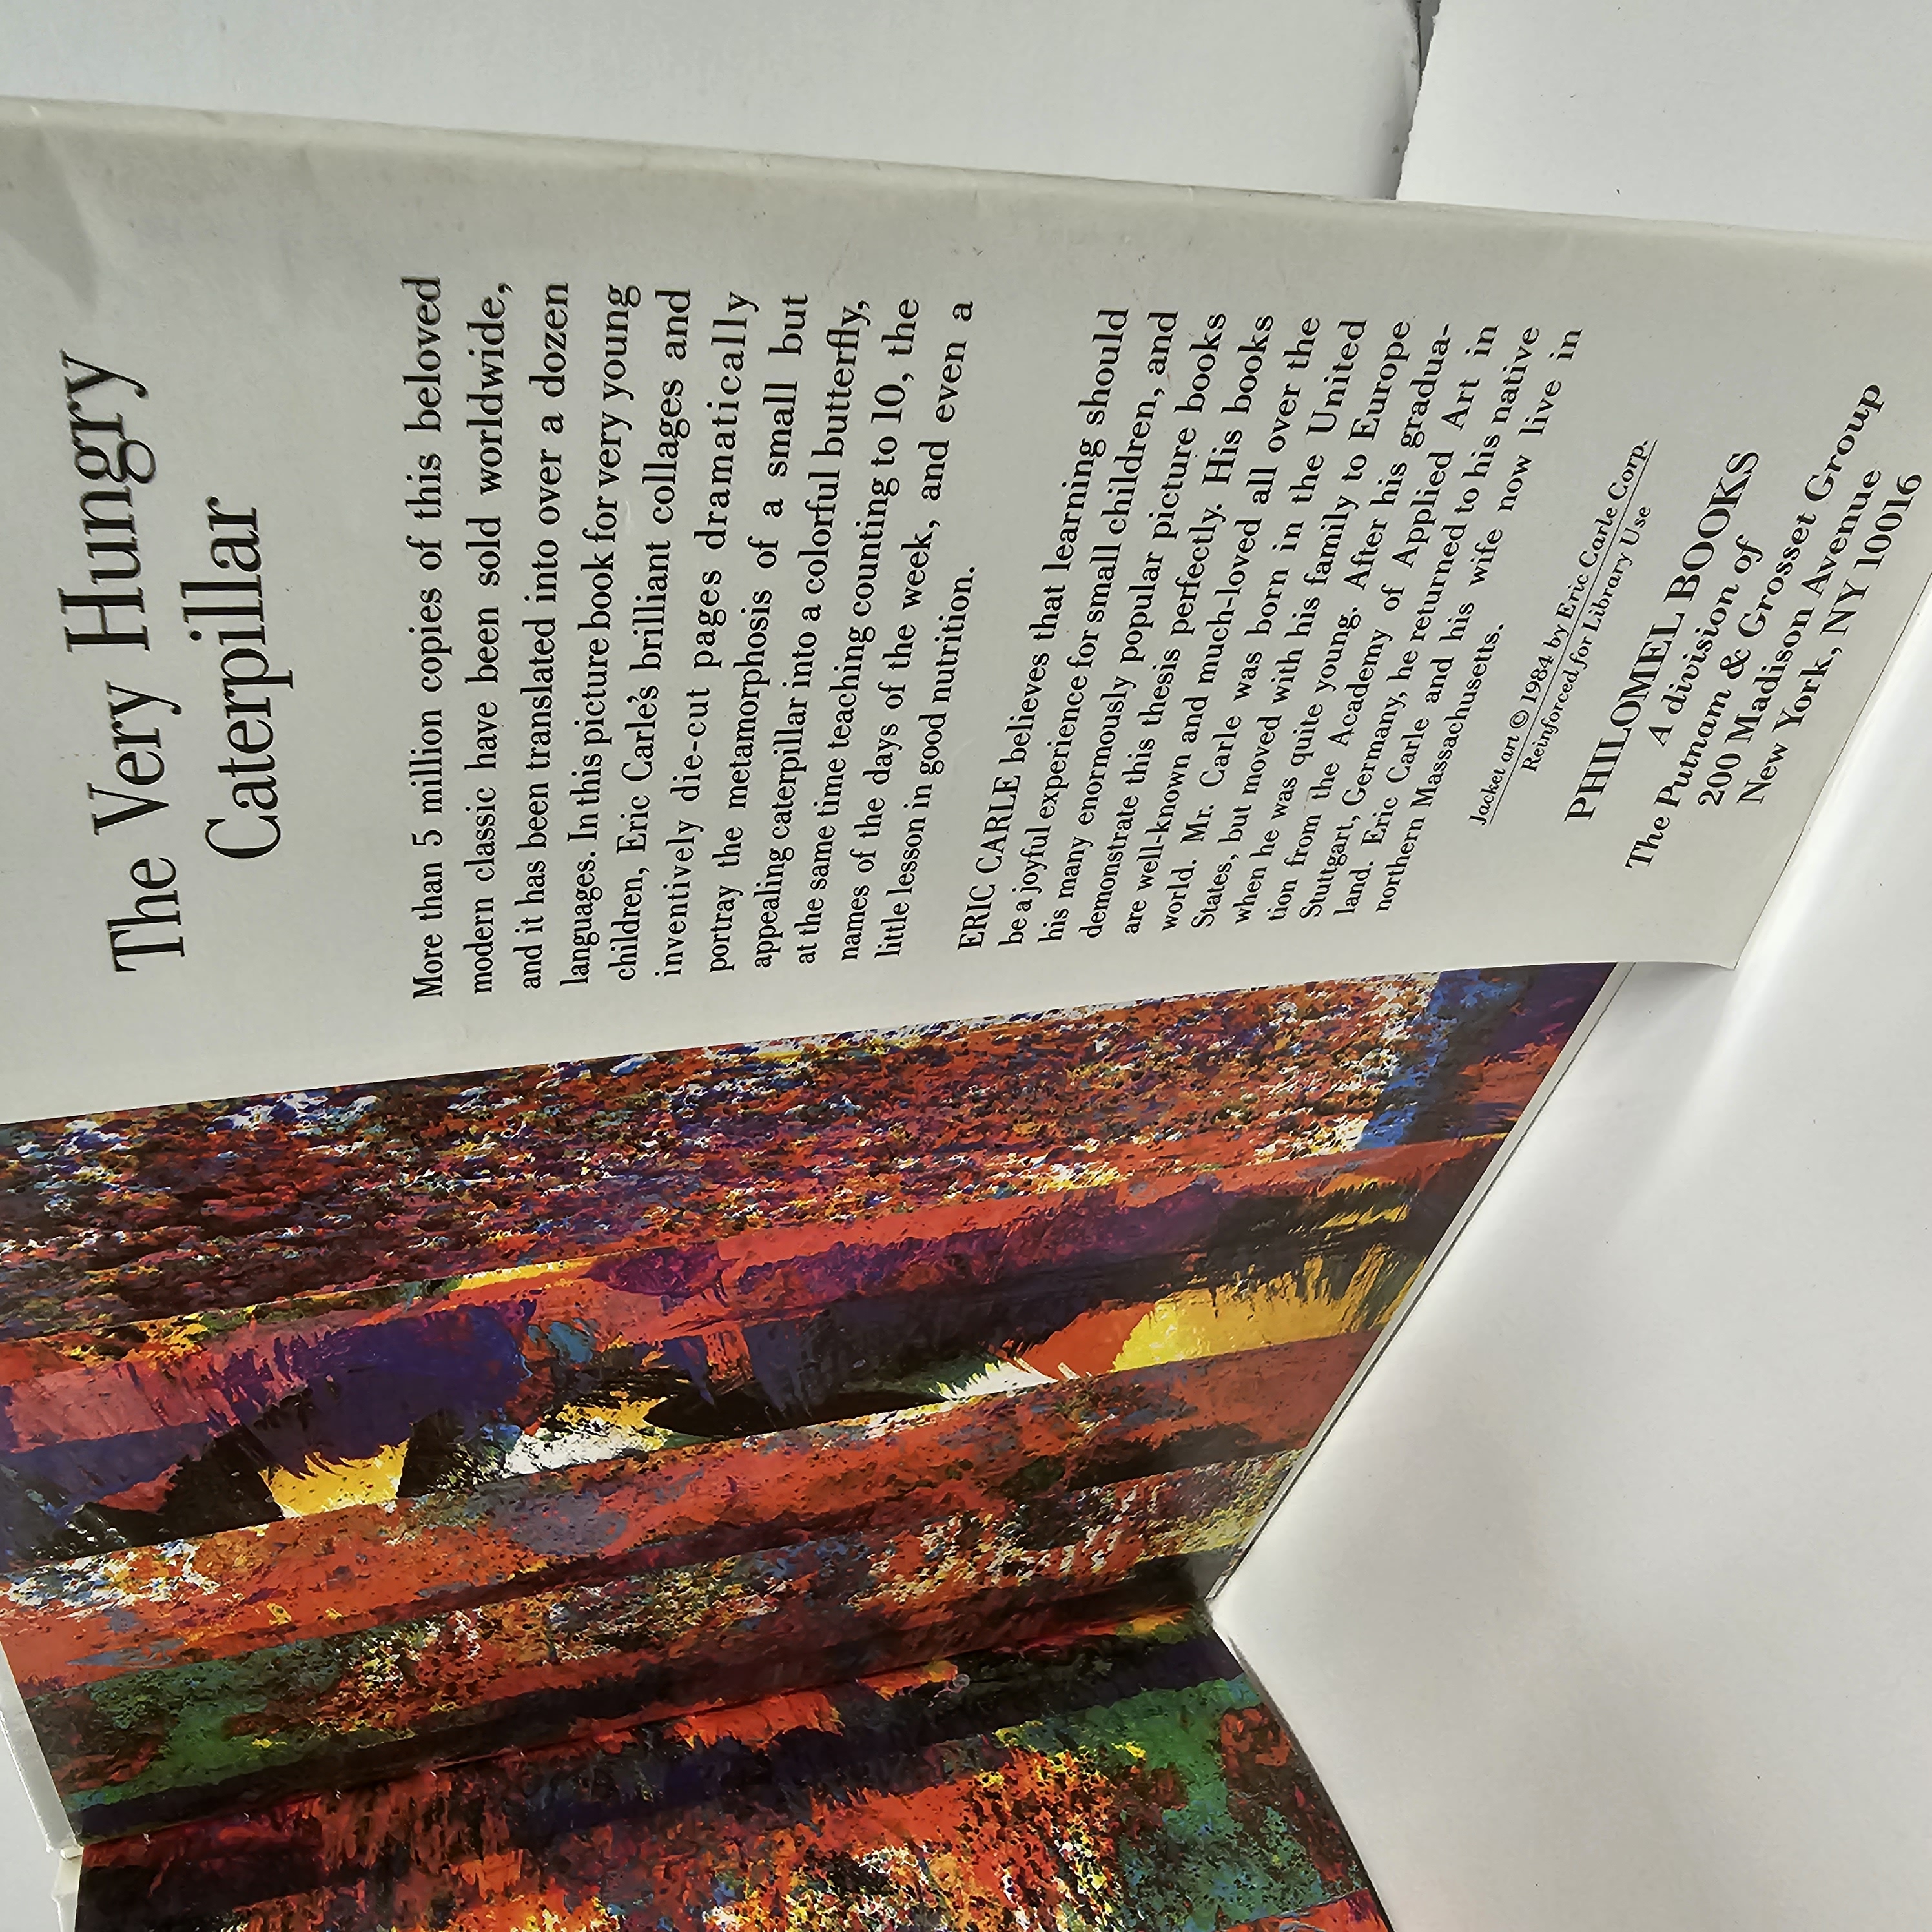 The Very Hungry
Caterpillar
More than 5 million copies of this beloved
modern classic have been sold worldwide,
and it has been translated into over a dozen
languages. In this picture book for very young
children, Eric Carle's brilliant collages and
inventively die-cut pages dramatically
portray the metamorphosis of a small but
appealing caterpillar into a colorful butterfly,
at the same time teaching counting to 10, the
names of the days of the week, and even a
little lesson in good nutrition.
ERIC CARLE believes that learning should
be a joyful experience for small children, and
his many enormously popular picture books
demonstrate this thesis perfectly. His books
are well-known and much-loved all over the
world. Mr. Carle was born in the United
States, but moved with his family to Europe
when he was quite young. After his gradua-
tion from the Academy of Applied Art in
Stuttgart, Germany, he returned to his native
land. Eric Carle and his wife now live in
northern Massachusetts.
Jacket art © 1984 by Eric Carle Corp.
Reinforced for Library Use
PHILOMEL BOOKS
A division of
The Putnam & Grosset Group
200 Madison Avenue
New York, NY 10016